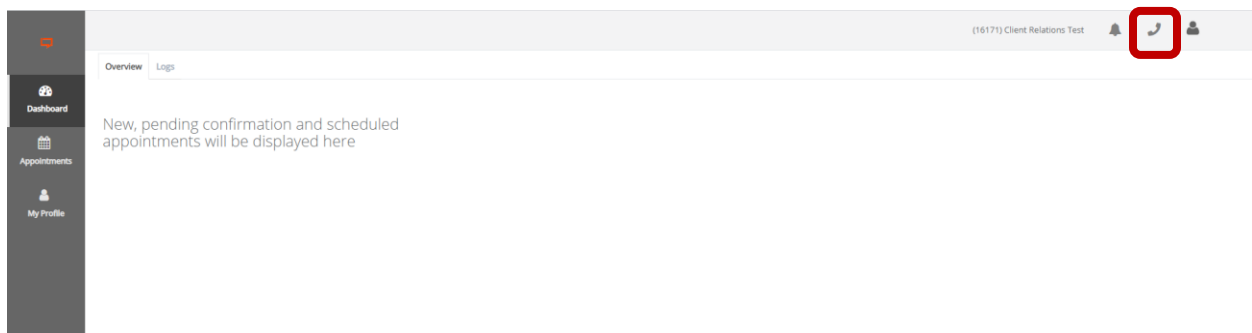 (16171) Client Relations Test
Overview Logs
Dashboard
New, pending confirmation and scheduled
appointments will be displayed here
Appointments
My Profile